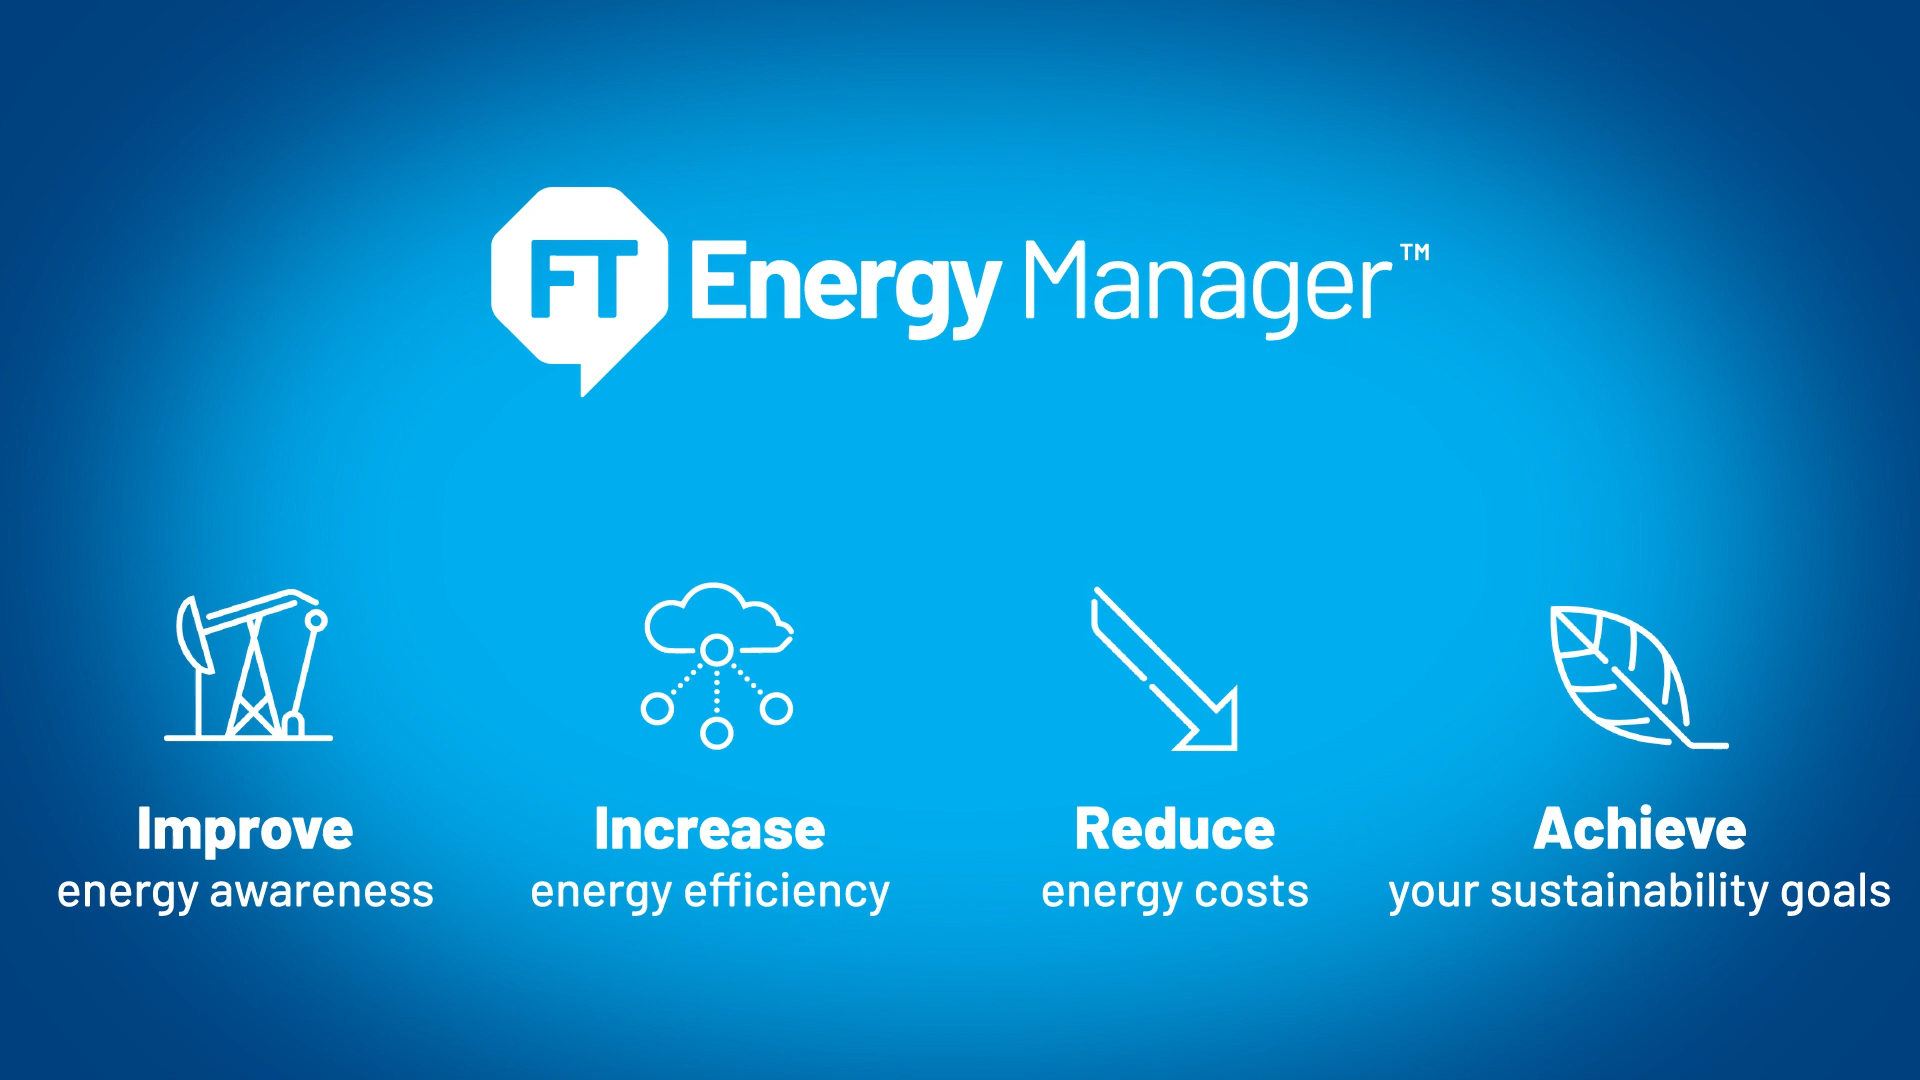 FT Energy Manager™
Improve
energy awareness
Increase
energy efficiency
Reduce
energy costs
Achieve
your sustainability goals